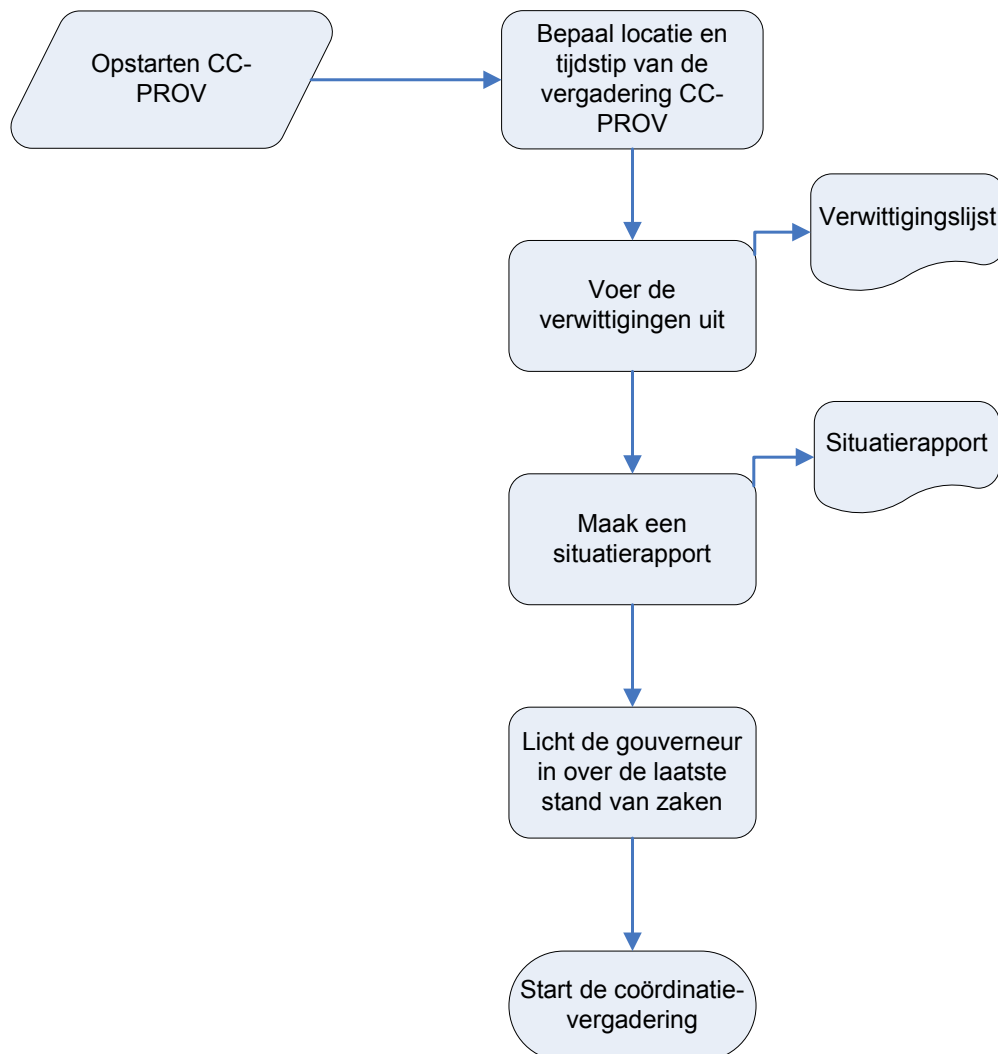 Opstarten CC-
PROV
Bepaal locatie en
tijdstip van de
vergadering CC-
PROV
Verwittigingslijst
Voer de
verwittigingen uit
Situatierapport
Maak een
situatierapport
Licht de gouverneur
in over de laatste
stand van zaken
Start de coördinatie-
vergadering